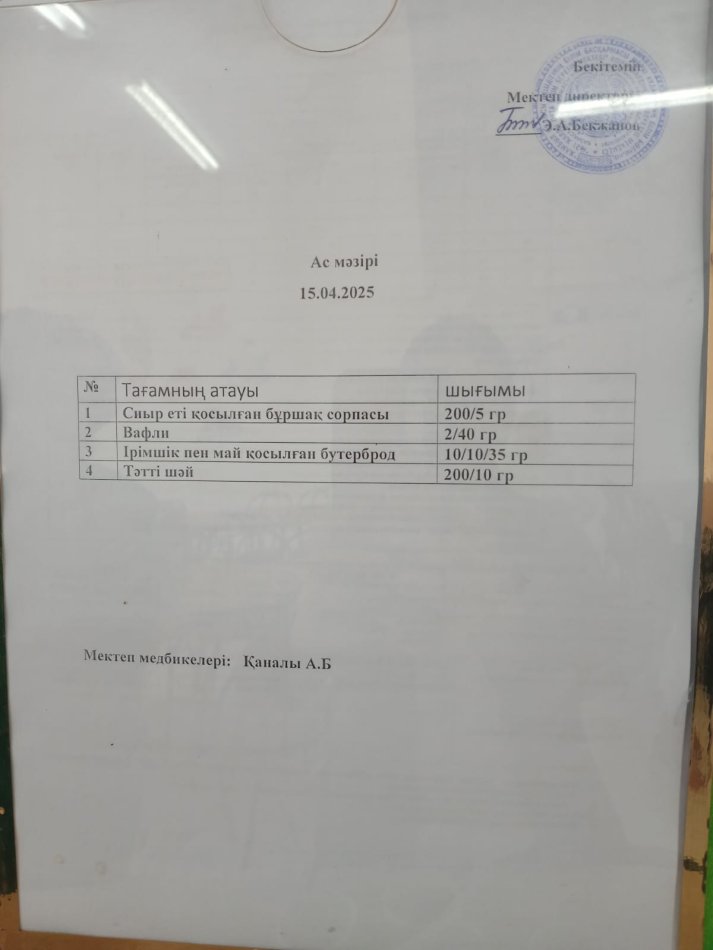 Бекітемін
Мектеп директоры
Э.А.Бекжанов
Ас мәзірі
15.04.2025
№ Тағамның атауы шығымы
1 Сиыр еті қосылған бұршақ сорпасы 200/5 гр
2 Вафли 2/40 гр
3 Ірімшік пен май қосылған бутерброд 10/10/35 гр
4 Тәтті шәй 200/10 гр
Мектеп медбикелері: Қаналы А.Б